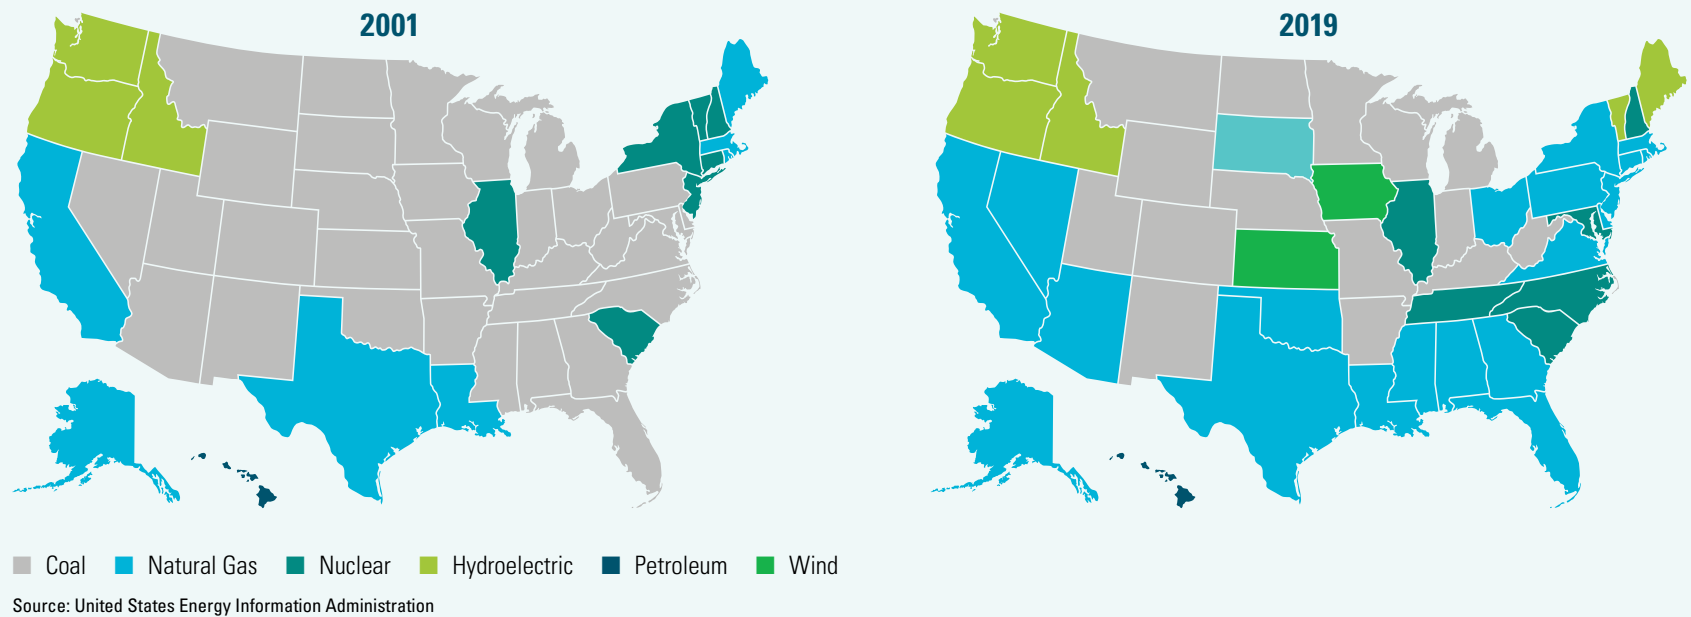 2001
2019
Coal
Natural Gas
Nuclear
Hydroelectric
Petroleum
Wind
Source: United States Energy Information Administration